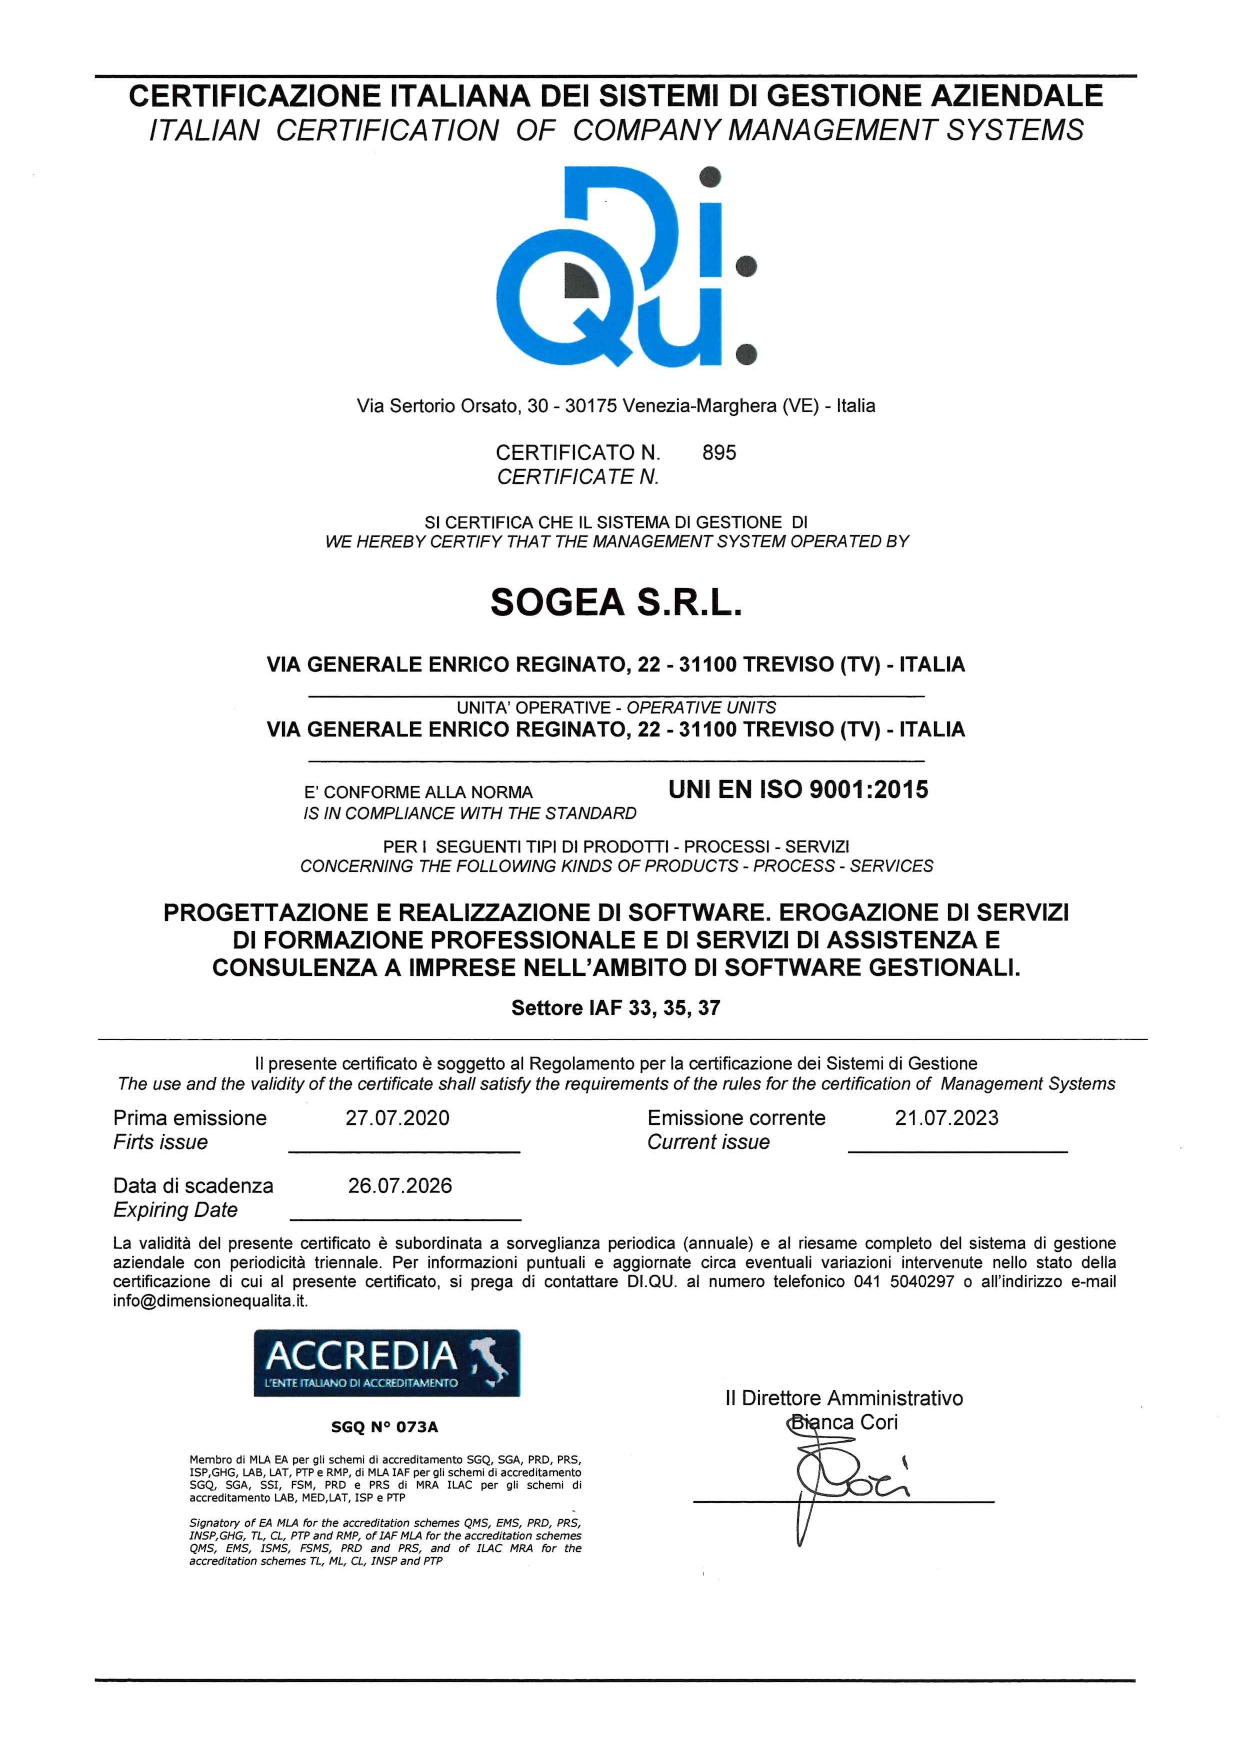 CERTIFICAZIONE ITALIANA DEI SISTEMI DI GESTIONE AZIENDALE
ITALIAN CERTIFICATION OF COMPANY MANAGEMENT SYSTEMS
Di.
Qu.
Via Sertorio Orsato, 30 - 30175 Venezia-Marghera (VE) - Italia
CERTIFICATO N. 895
CERTIFICATE N.
SI CERTIFICA CHE IL SISTEMA DI GESTIONE DI
WE HEREBY CERTIFY THAT THE MANAGEMENT SYSTEM OPERATED BY
SOGEA S.R.L.
VIA GENERALE ENRICO REGINATO, 22 - 31100 TREVISO (TV) - ITALIA
UNITA' OPERATIVE - OPERATIVE UNITS
VIA GENERALE ENRICO REGINATO, 22 - 31100 TREVISO (TV) - ITALIA
E' CONFORME ALLA NORMA UNI EN ISO 9001:2015
IS IN COMPLIANCE WITH THE STANDARD
PER I SEGUENTI TIPI DI PRODOTTI - PROCESSI - SERVIZI
CONCERNING THE FOLLOWING KINDS OF PRODUCTS - PROCESS - SERVICES
PROGETTAZIONE E REALIZZAZIONE DI SOFTWARE. EROGAZIONE DI SERVIZI
DI FORMAZIONE PROFESSIONALE E DI SERVIZI DI ASSISTENZA E
CONSULENZA A IMPRESE NELL'AMBITO DI SOFTWARE GESTIONALI.
Settore IAF 33, 35, 37
Il presente certificato è soggetto al Regolamento per la certificazione dei Sistemi di Gestione
The use and the validity of the certificate shall satisfy the requirements of the rules for the certification of Management Systems
Prima emissione 27.07.2020 Emissione corrente 21.07.2023
Firts issue Current issue
Data di scadenza 26.07.2026
Expiring Date
La validità del presente certificato è subordinata a sorveglianza periodica (annuale) e al riesame completo del sistema di gestione
aziendale con periodicità triennale. Per informazioni puntuali e aggiornate circa eventuali variazioni intervenute nello stato della
certificazione di cui al presente certificato, si prega di contattare DI.QU. al numero telefonico 041 5040297 o all'indirizzo e-mail
info@dimensionequalita.it.
ACCREDIA
L'ENTE ITALIANO DI ACCREDITAMENTO
Il Direttore Amministrativo
Bianca Cori
SGQ N° 073A
Membro di MLA EA per gli schemi di accreditamento SGQ, SGA, PRD, PRS,
ISP,GHG, LAB, LAT, PTP e RMP, di MLA IAF per gli schemi di accreditamento
SGQ, SGA, SSI, FSM, PRD e PRS di MRA ILAC per gli schemi di
accreditamento LAB, MED,LAT, ISP e PTP
Signatory of EA MLA for the accreditation schemes QMS, EMS, PRD, PRS,
INSP,GHG, TL, CL, PTP and RMP, of IAF MLA for the accreditation schemes
QMS, EMS, ISMS, FSMS, PRD and PRS, and of ILAC MRA for the
accreditation schemes TL, ML, CL, INSP and PTP